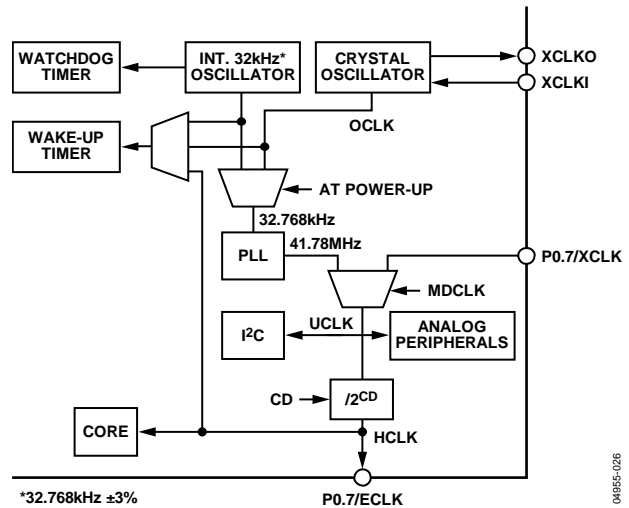 WATCHDOG
TIMER
INT. 32kHz*
OSCILLATOR
CRYSTAL
OSCILLATOR
XCLKO
XCLKI
OCLK
WAKE-UP
TIMER
AT POWER-UP
32.768kHz
PLL
41.78MHz
P0.7/XCLK
MDCLK
I²C
UCLK
ANALOG
PERIPHERALS
CD
/2ᶜᴰ
CORE
HCLK
*32.768kHz ±3%
P0.7/ECLK
04955-026